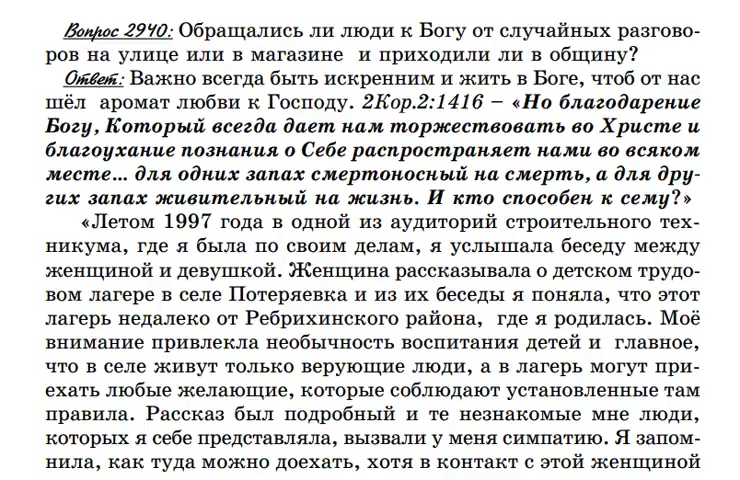 Вопрос 2940: Обращались ли люди к Богу от случайных разгово-
ров на улице или в магазине и приходили ли в общину?
Ответ: Важно всегда быть искренним и жить в Боге, чтоб от нас
шёл аромат любви к Господу. 2Кор.2:1416 – «Но благодарение
Богу, Который всегда дает нам торжествовать во Христе и
благоухание познания о Себе распространяет нами во всяком
месте... для одних запах смертоносный на смерть, а для дру-
гих запах живительный на жизнь. И кто способен к сему?»
«Летом 1997 года в одной из аудиторий строительного тех-
никума, где я была по своим делам, я услышала беседу между
женщиной и девушкой. Женщина рассказывала о детском трудо-
вом лагере в селе Потеряевка и из их беседы я поняла, что этот
лагерь недалеко от Ребрихинского района, где я родилась. Моё
внимание привлекла необычность воспитания детей и главное,
что в селе живут только верующие люди, а в лагерь могут при-
ехать любые желающие, которые соблюдают установленные там
правила. Рассказ был подробный и те незнакомые мне люди,
которых я себе представляла, вызвали у меня симпатию. Я запом-
нила, как туда можно доехать, хотя в контакт с этой женщиной